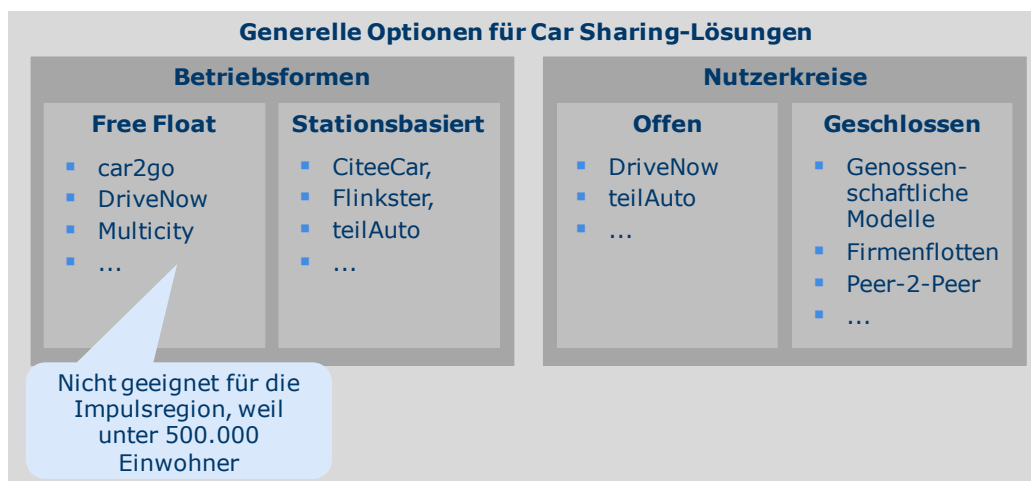 Generelle Optionen für Car Sharing-Lösungen
Betriebsformen
Free Float
car2go
DriveNow
Multicity
...
Stationsbasiert
CiteeCar,
Flinkster,
teilAuto
...
Nicht geeignet für die
Impulsregion, weil
unter 500.000
Einwohner
Nutzerkreise
Offen
DriveNow
teilAuto
...
Geschlossen
Genossen-
schaftliche
Modelle
Firmenflotten
Peer-2-Peer
...